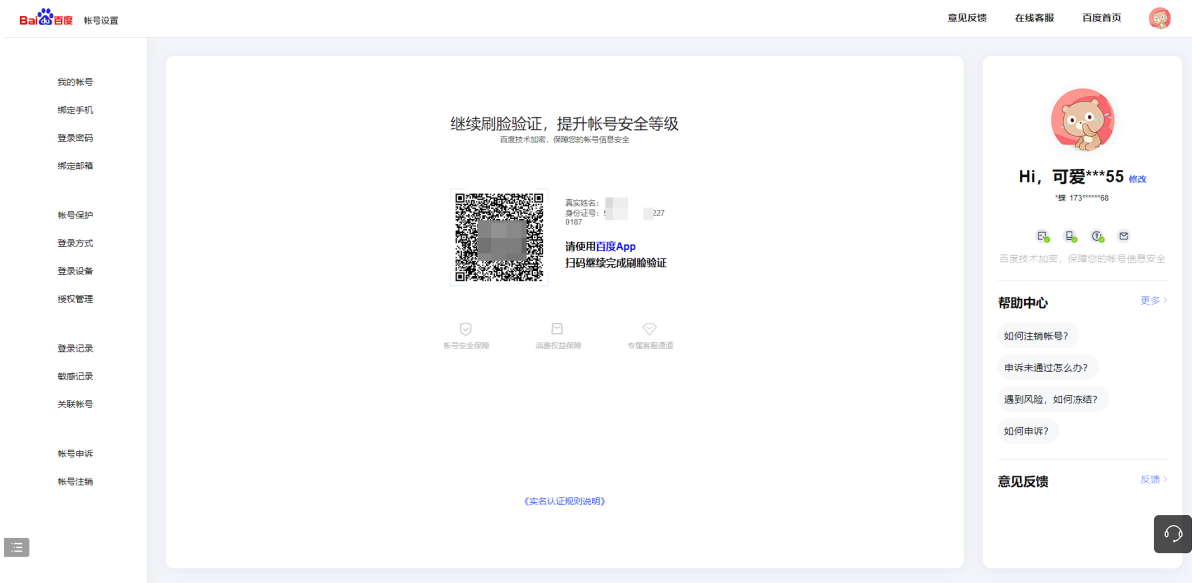 Bai du 百度 帐号设置
意见反馈 在线客服 百度首页
我的帐号
绑定手机
登录密码
绑定邮箱
帐号保护
登录方式
登录设备
授权管理
登录记录
敏感记录
关联帐号
帐号申诉
帐号注销
继续刷脸验证，提升帐号安全等级
百度技术加密，保障您的帐号信息安全
真实姓名：
身份证号：
227
0187
请使用百度App
扫码继续完成刷脸验证
帐号安全保障
消费权益保障
专属客服通道
《实名认证规则说明》
Hi，可爱***55 修改
*蝶 173******68
百度技术加密，保障您的帐号信息安全
帮助中心 更多
如何注销帐号？
申诉未通过怎么办？
遇到风险，如何冻结？
如何申诉？
意见反馈 反馈